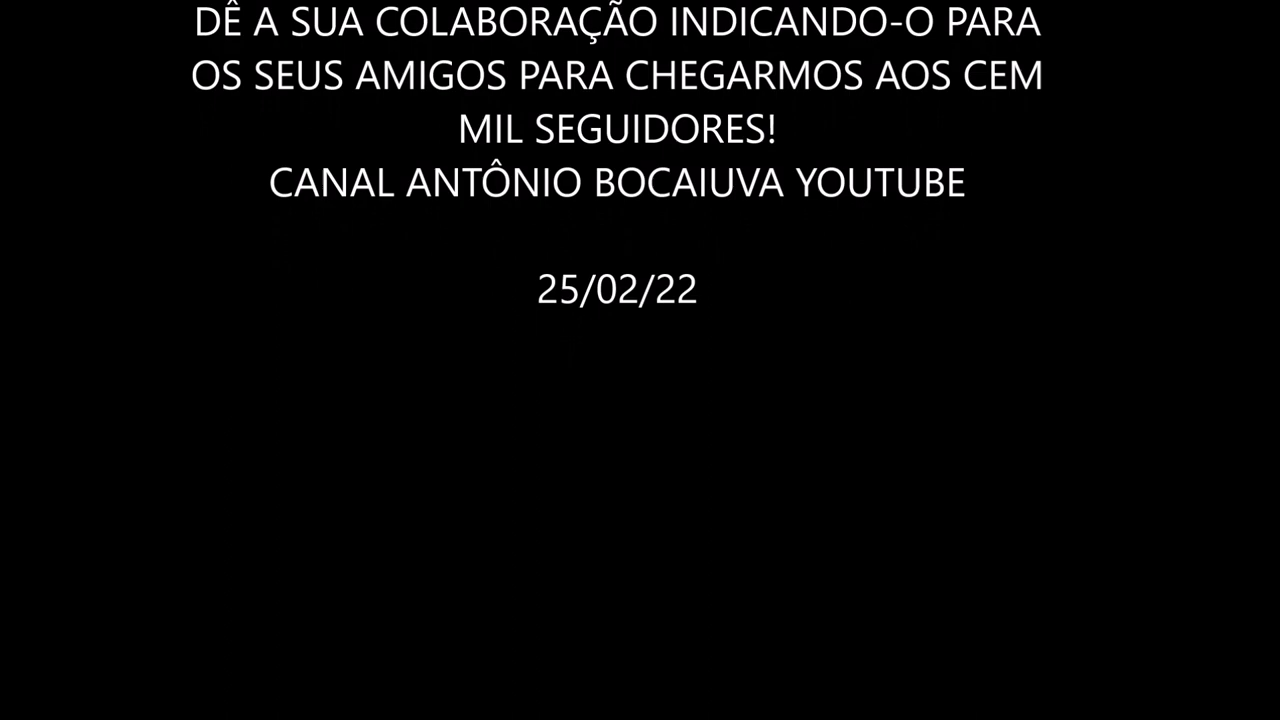 DÊ A SUA COLABORAÇÃO INDICANDO-O PARA
OS SEUS AMIGOS PARA CHEGARMOS AOS CEM
MIL SEGUIDORES!
CANAL ANTÔNIO BOCAIUVA YOUTUBE
25/02/22